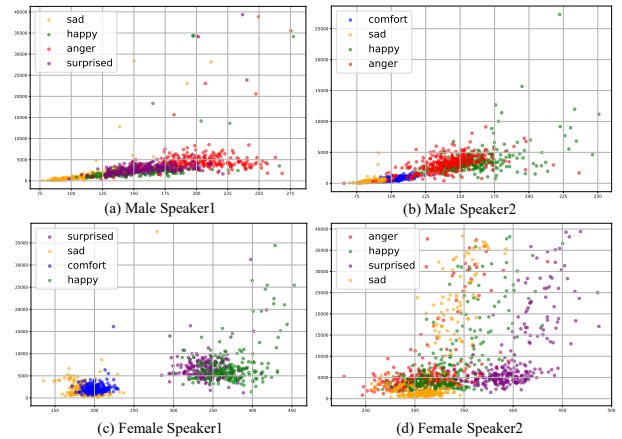 sad
happy
anger
surprised
40000
35000
30000
25000
20000
15000
10000
5000
0
75 100 125 150 175 200 225 250 275
(a) Male Speaker1
comfort
sad
happy
anger
25000
20000
15000
10000
5000
0
75 100 125 150 175 200 225 250
(b) Male Speaker2
surprised
sad
comfort
happy
35000
30000
25000
20000
15000
10000
5000
0
150 200 250 300 350 400 450
(c) Female Speaker1
anger
happy
surprised
sad
40000
35000
30000
25000
20000
15000
10000
5000
0
250 300 350 400 450 500
(d) Female Speaker2